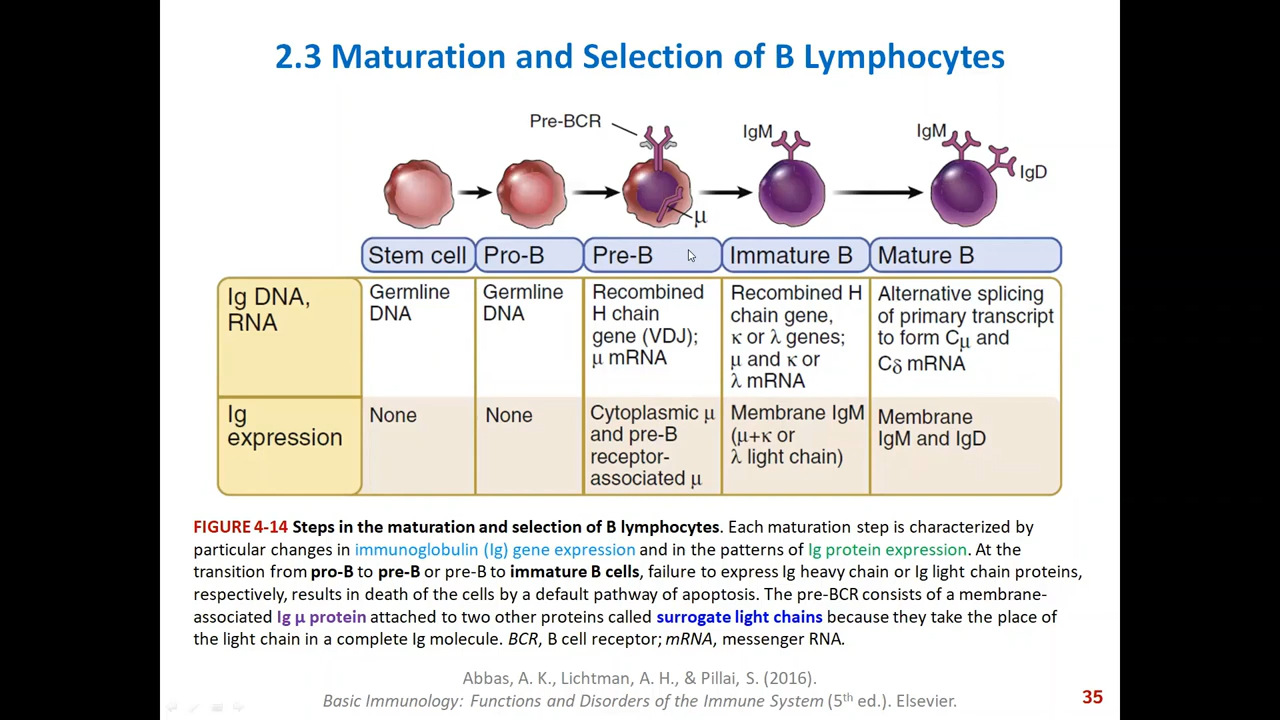 2.3 Maturation and Selection of B Lymphocytes
Pre-BCR
IgM
IgM
IgD
μ
Stem cell
Pro-B
Pre-B
Immature B
Mature B
Ig DNA,
RNA
Germline
DNA
Germline
DNA
Recombined
H chain
gene (VDJ);
μ mRNA
Recombined H
chain gene,
κ or λ genes;
μ and κ or
λ mRNA
Alternative splicing
of primary transcript
to form Cμ and
Cδ mRNA
Ig
expression
None
None
Cytoplasmic μ
and pre-B
receptor-
associated μ
Membrane IgM
(μ+κ or
λ light chain)
Membrane
IgM and IgD
FIGURE 4-14 Steps in the maturation and selection of B lymphocytes. Each maturation step is characterized by
particular changes in immunoglobulin (Ig) gene expression and in the patterns of Ig protein expression. At the
transition from pro-B to pre-B or pre-B to immature B cells, failure to express Ig heavy chain or Ig light chain proteins,
respectively, results in death of the cells by a default pathway of apoptosis. The pre-BCR consists of a membrane-
associated Ig μ protein attached to two other proteins called surrogate light chains because they take the place of
the light chain in a complete Ig molecule. BCR, B cell receptor; mRNA, messenger RNA.
Abbas, A. K., Lichtman, A. H., & Pillai, S. (2016).
Basic Immunology: Functions and Disorders of the Immune System (5th ed.). Elsevier.
35